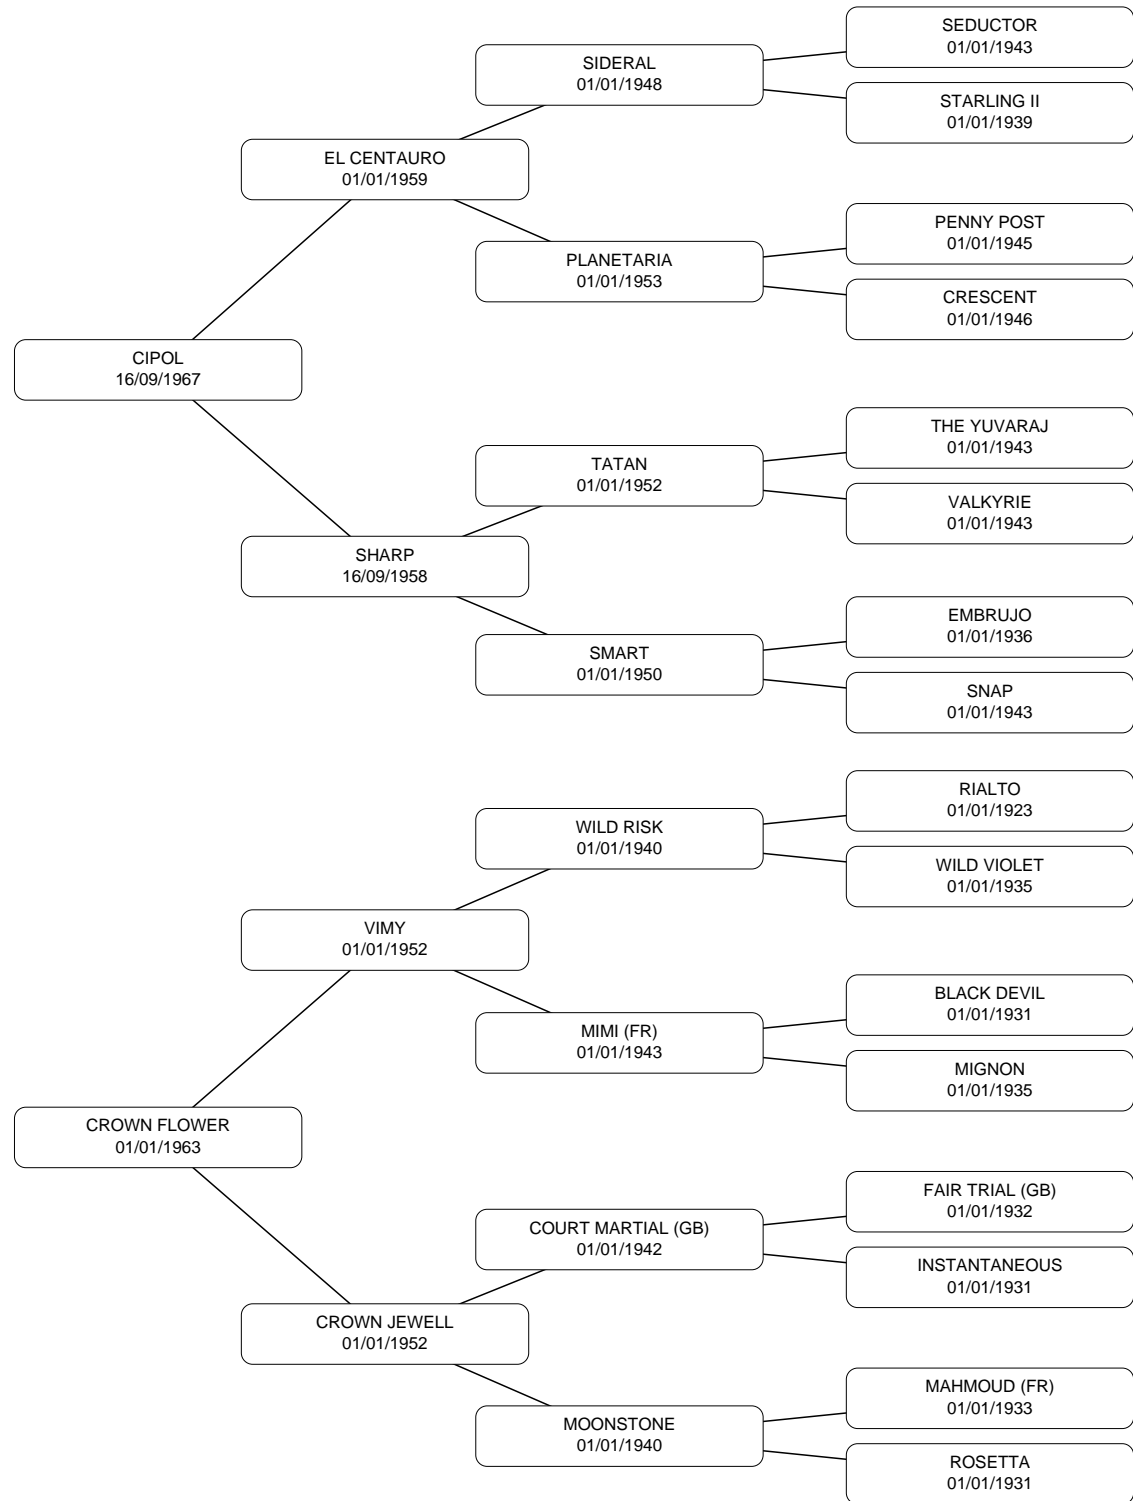 SEDUCTOR
01/01/1943
SIDERAL
01/01/1948
STARLING II
01/01/1939
EL CENTAURO
01/01/1959
PENNY POST
01/01/1945
PLANETARIA
01/01/1953
CRESCENT
01/01/1946
CIPOL
16/09/1967
THE YUVARAJ
01/01/1943
TATAN
01/01/1952
VALKYRIE
01/01/1943
SHARP
16/09/1958
EMBRUJO
01/01/1936
SMART
01/01/1950
SNAP
01/01/1943
RIALTO
01/01/1923
WILD RISK
01/01/1940
WILD VIOLET
01/01/1935
VIMY
01/01/1952
BLACK DEVIL
01/01/1931
MIMI (FR)
01/01/1943
MIGNON
01/01/1935
CROWN FLOWER
01/01/1963
FAIR TRIAL (GB)
01/01/1932
COURT MARTIAL (GB)
01/01/1942
INSTANTANEOUS
01/01/1931
CROWN JEWELL
01/01/1952
MAHMOUD (FR)
01/01/1933
MOONSTONE
01/01/1940
ROSETTA
01/01/1931